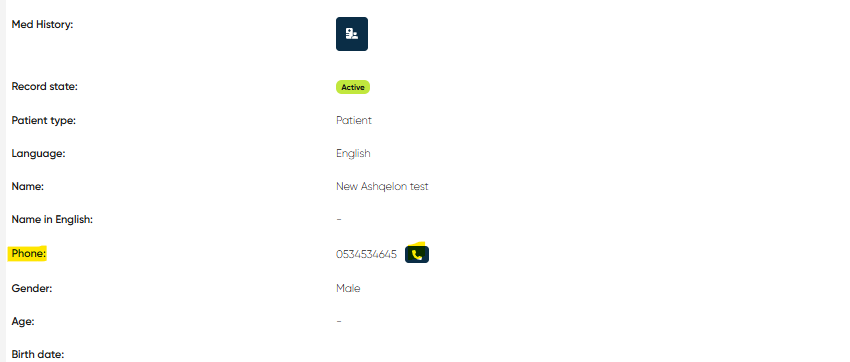 Med History:
Record state: Active
Patient type: Patient
Language: English
Name: New Ashqelon test
Name in English: -
Phone: 0534534645
Gender: Male
Age: -
Birth date: